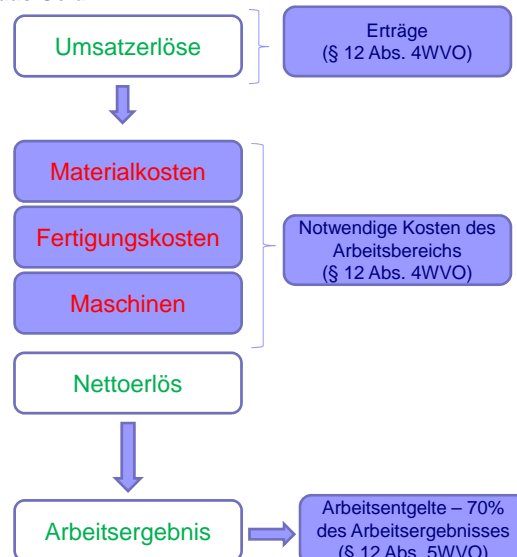 Umsatzerlöse
Erträge
(§ 12 Abs. 4WVO)
Materialkosten
Fertigungskosten
Maschinen
Notwendige Kosten des
Arbeitsbereichs
(§ 12 Abs. 4WVO)
Nettoerlös
Arbeitsergebnis
Arbeitsentgelte – 70%
des Arbeitsergebnisses
(§ 12 Abs. 5WVO)